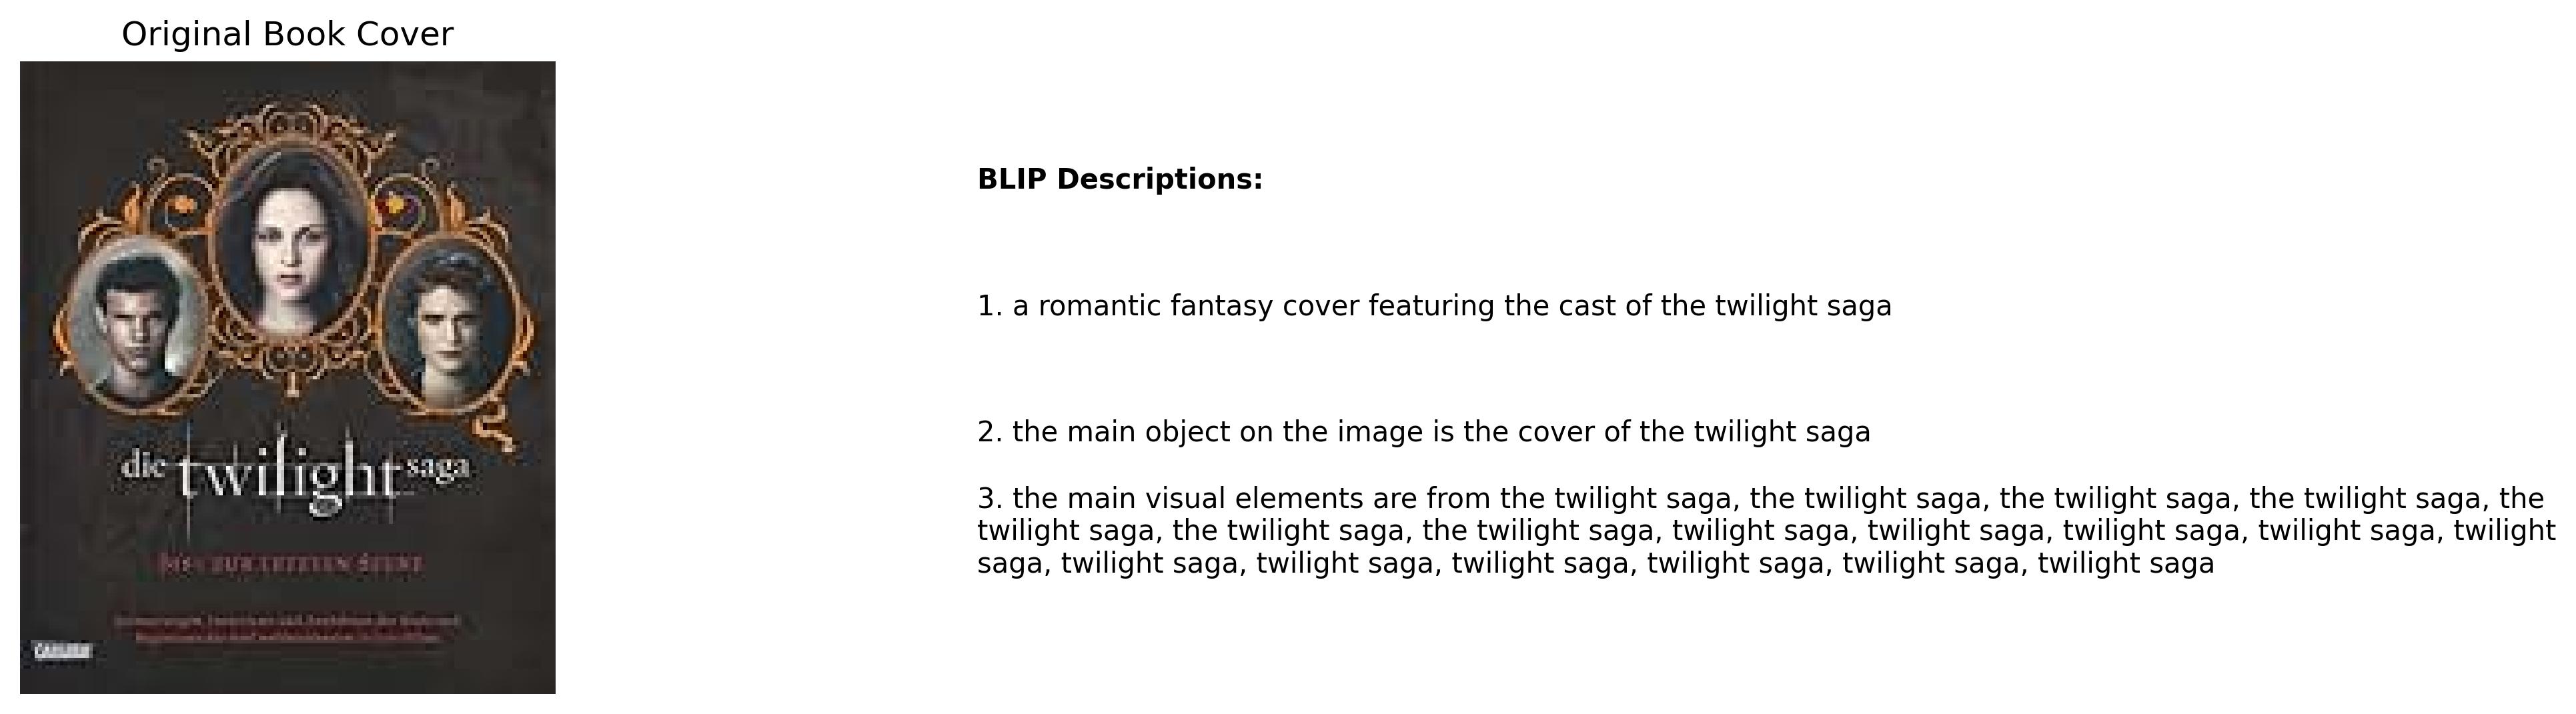 Original Book Cover
die twilight saga
BIS ZUR LETZTEN SZENE
BLIP Descriptions:
1. a romantic fantasy cover featuring the cast of the twilight saga
2. the main object on the image is the cover of the twilight saga
3. the main visual elements are from the twilight saga, the twilight saga, the twilight saga, the twilight saga, the
twilight saga, the twilight saga, the twilight saga, twilight saga, twilight saga, twilight saga, twilight saga, twilight
saga, twilight saga, twilight saga, twilight saga, twilight saga, twilight saga, twilight saga